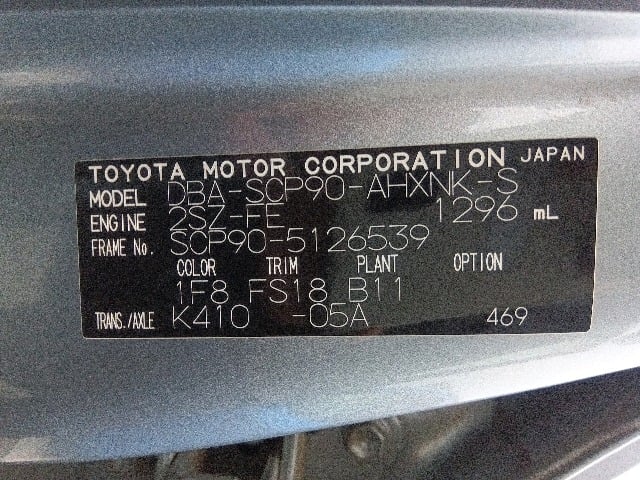 TOYOTA MOTOR CORPORATION JAPAN
MODEL DBA-SCP90-AHXNK-S
ENGINE 2SZ-FE 1296 mL
FRAME No. SCP90-5126539
COLOR TRIM PLANT OPTION
1F8 FS18 B11
TRANS./AXLE K410 -05A 469